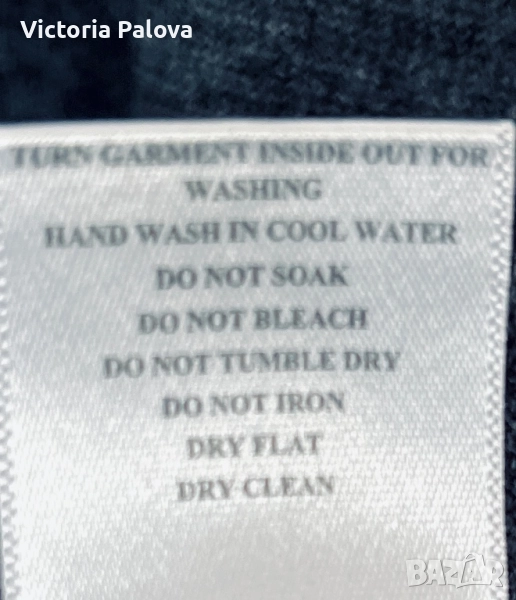 Victoria Palova
TURN GARMENT INSIDE OUT FOR
WASHING
HAND WASH IN COOL WATER
DO NOT SOAK
DO NOT BLEACH
DO NOT TUMBLE DRY
DO NOT IRON
DRY FLAT
DRY CLEAN
BAZAR